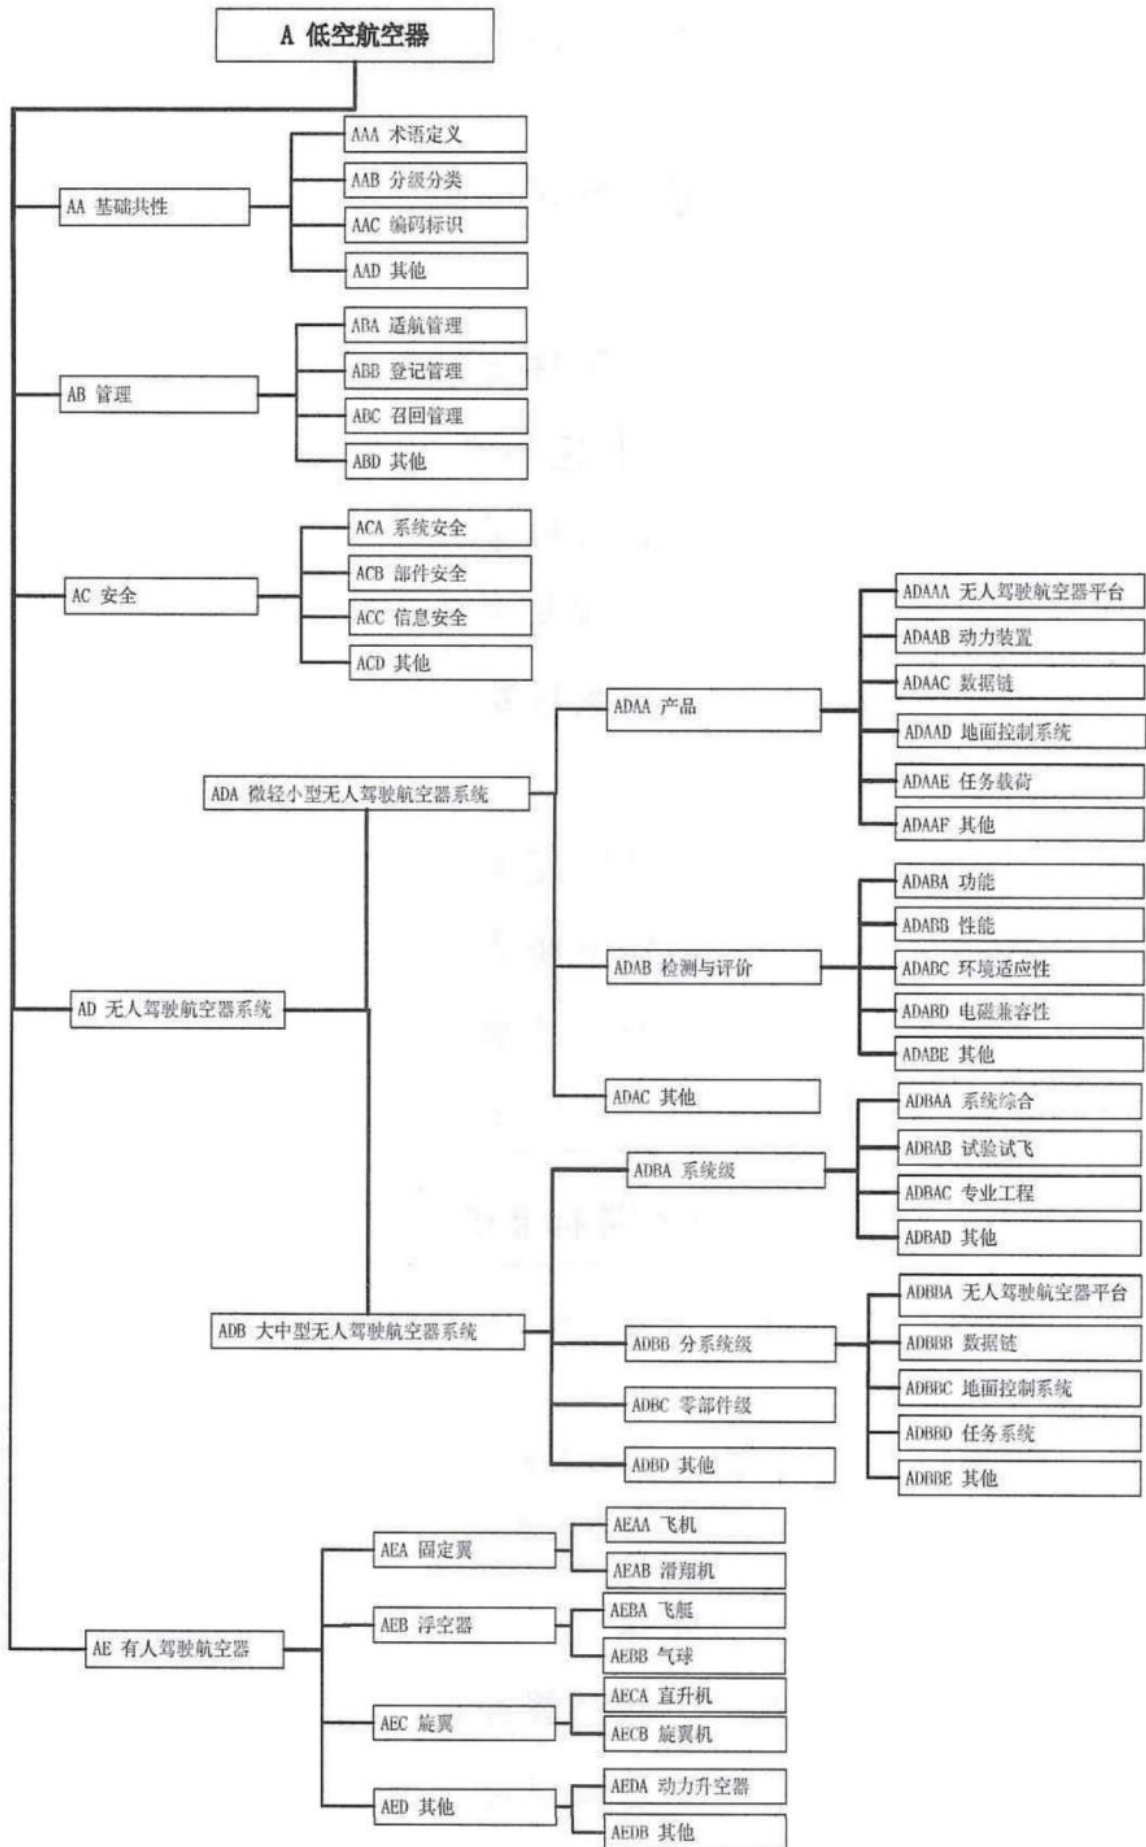 A 低空航空器
AA 基础共性
AAA 术语定义
AAB 分级分类
AAC 编码标识
AAD 其他
AB 管理
ABA 适航管理
ABB 登记管理
ABC 召回管理
ABD 其他
AC 安全
ACA 系统安全
ACB 部件安全
ACC 信息安全
ACD 其他
AD 无人驾驶航空器系统
ADA 微轻小型无人驾驶航空器系统
ADAA 产品
ADAAA 无人驾驶航空器平台
ADAAB 动力装置
ADAAC 数据链
ADAAD 地面控制系统
ADAAE 任务载荷
ADAAF 其他
ADAB 检测与评价
ADABA 功能
ADABB 性能
ADABC 环境适应性
ADABD 电磁兼容性
ADABE 其他
ADAC 其他
ADB 大中型无人驾驶航空器系统
ADBA 系统级
ADBAA 系统综合
ADBAB 试验试飞
ADBAC 专业工程
ADBAD 其他
ADBB 分系统级
ADBBA 无人驾驶航空器平台
ADBBB 数据链
ADBBC 地面控制系统
ADBBD 任务系统
ADBBE 其他
ADBC 零部件级
ADBD 其他
AE 有人驾驶航空器
AEA 固定翼
AEAA 飞机
AEAB 滑翔机
AEB 浮空器
AEBA 飞艇
AEBB 气球
AEC 旋翼
AECA 直升机
AECB 旋翼机
AED 其他
AEDA 动力升空器
AEDB 其他